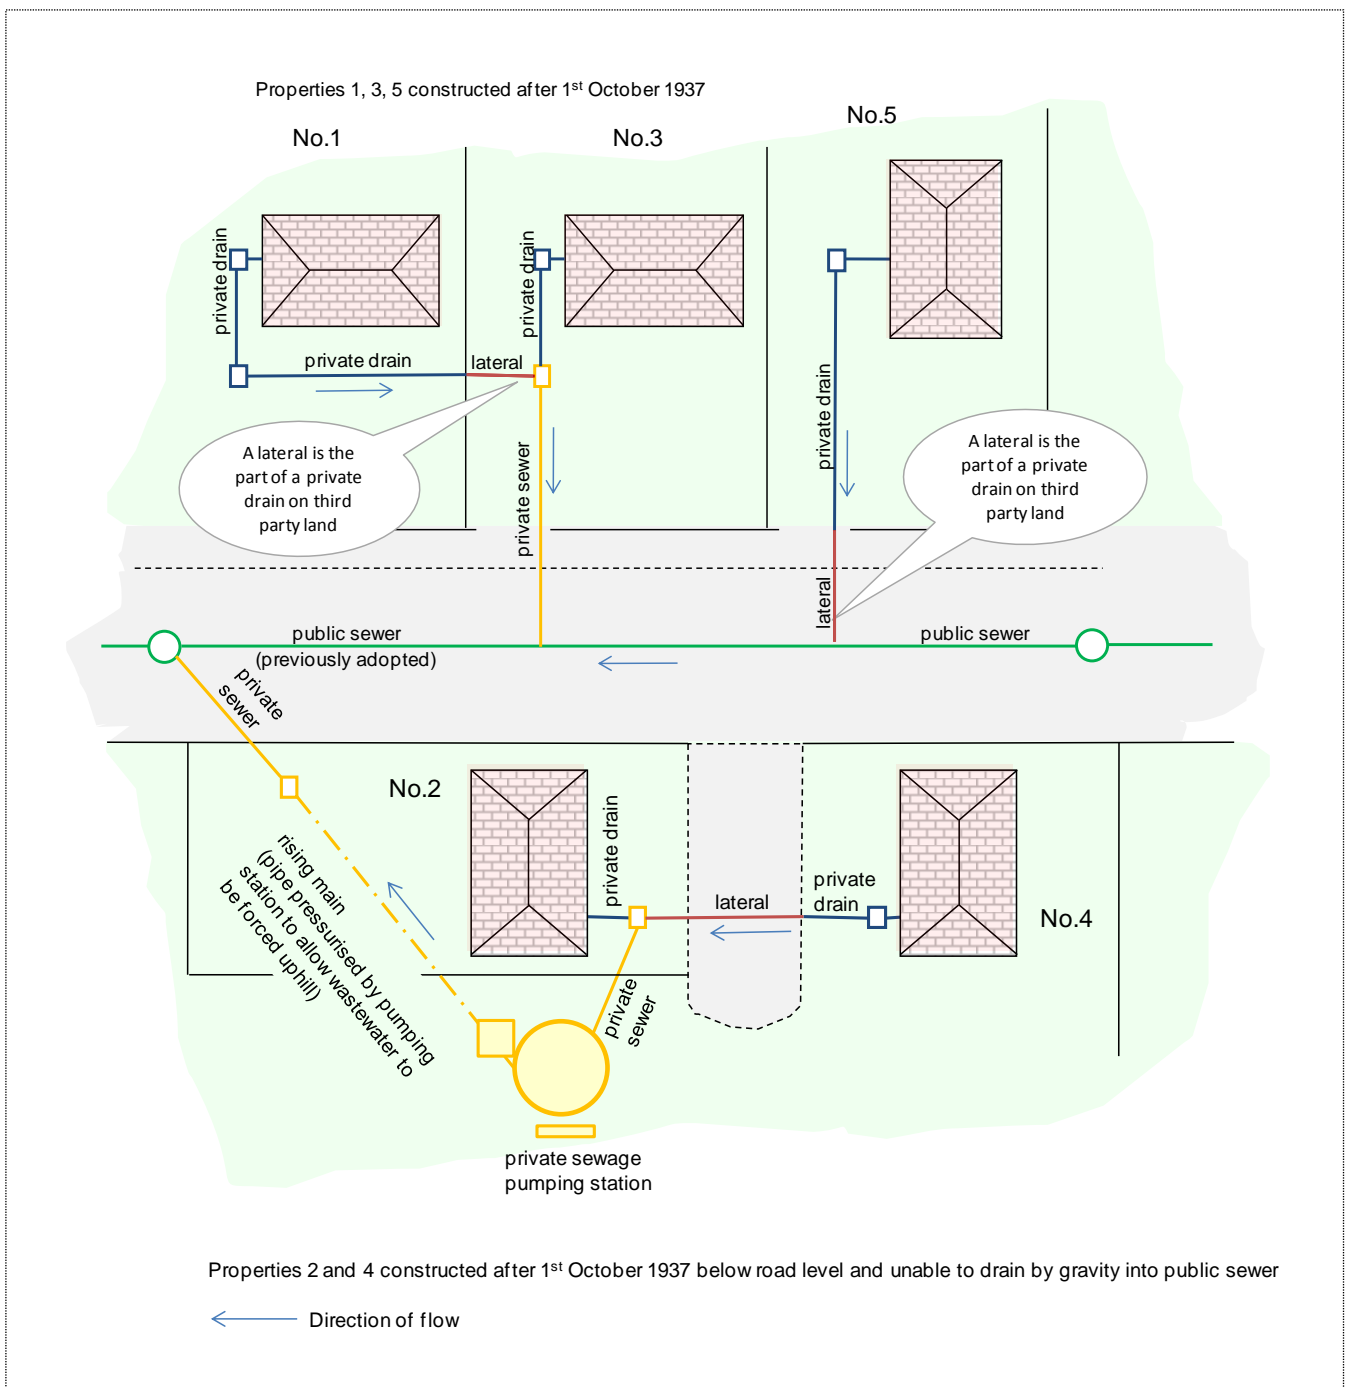 Properties 1, 3, 5 constructed after 1st October 1937
No.1
No.3
No.5
private drain
private drain
private drain
lateral
private drain
A lateral is the
part of a private
drain on third
party land
A lateral is the
part of a private
drain on third
party land
private sewer
lateral
public sewer
(previously adopted)
public sewer
private
sewer
No.2
private drain
lateral
private
drain
No.4
rising main
(pipe pressurised by pumping
station to allow wastewater to
be forced uphill)
private
sewer
private sewage
pumping station
Properties 2 and 4 constructed after 1st October 1937 below road level and unable to drain by gravity into public sewer
Direction of flow